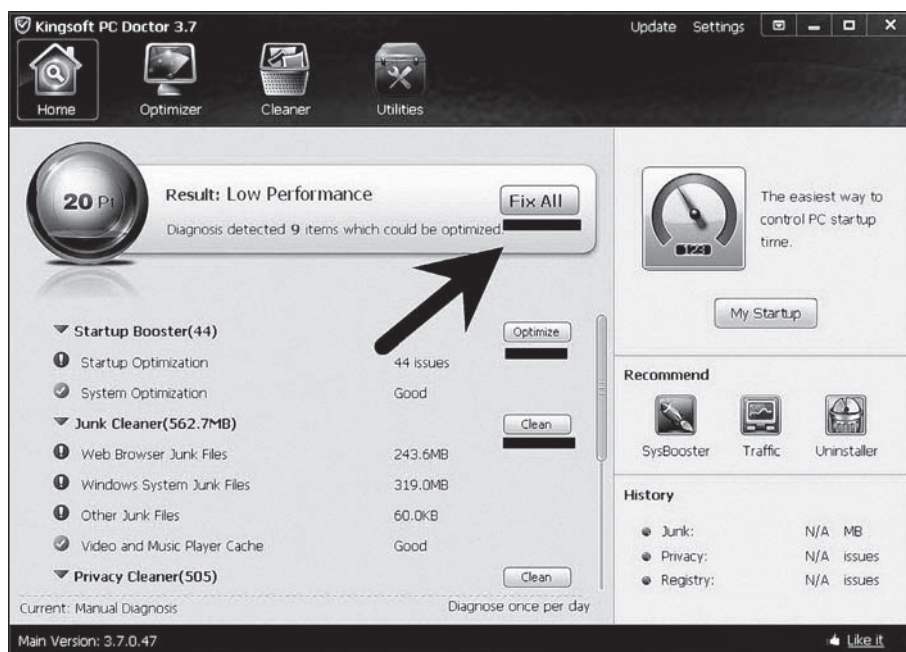 Kingsoft PC Doctor 3.7
Update Settings
Home Optimizer Cleaner Utilities
20 Pt
Result: Low Performance
Fix All
Diagnosis detected 9 items which could be optimized.
The easiest way to
control PC startup
time.
123
My Startup
Startup Booster(44)
Optimize
Startup Optimization 44 issues
System Optimization Good
Junk Cleaner(562.7MB)
Clean
Web Browser Junk Files 243.6MB
Windows System Junk Files 319.0MB
Other Junk Files 60.0KB
Video and Music Player Cache Good
Privacy Cleaner(505)
Clean
Current: Manual Diagnosis
Diagnose once per day
Recommend
SysBooster Traffic Uninstaller
History
Junk: N/A MB
Privacy: N/A issues
Registry: N/A issues
Main Version: 3.7.0.47
Like it